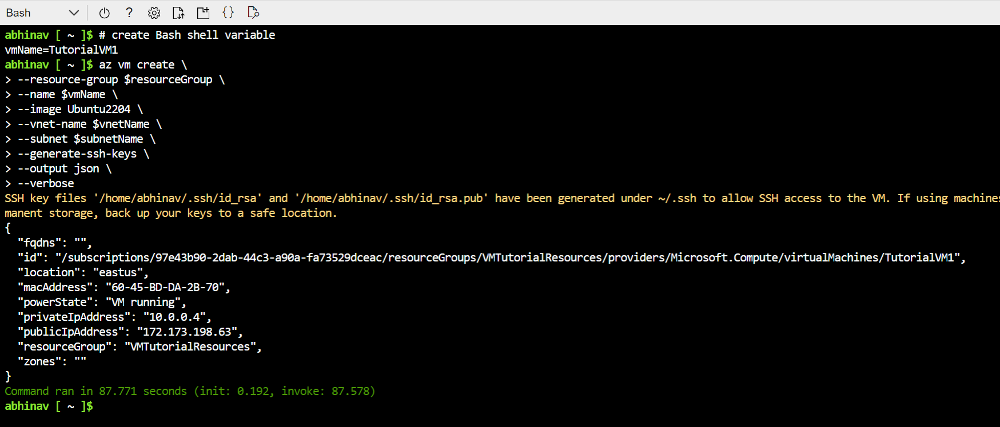 Bash
abhinav [ ~ ]$ # create Bash shell variable
vmName=TutorialVM1
abhinav [ ~ ]$ az vm create \
> --resource-group $resourceGroup \
> --name $vmName \
> --image Ubuntu2204 \
> --vnet-name $vnetName \
> --subnet $subnetName \
> --generate-ssh-keys \
> --output json \
> --verbose
SSH key files '/home/abhinav/.ssh/id_rsa' and '/home/abhinav/.ssh/id_rsa.pub' have been generated under ~/.ssh to allow SSH access to the VM. If using machines
manent storage, back up your keys to a safe location.
{
  "fqdns": "",
  "id": "/subscriptions/97e43b90-2dab-44c3-a90a-fa73529dceac/resourceGroups/VMTutorialResources/providers/Microsoft.Compute/virtualMachines/TutorialVM1",
  "location": "eastus",
  "macAddress": "60-45-BD-DA-2B-70",
  "powerState": "VM running",
  "privateIpAddress": "10.0.0.4",
  "publicIpAddress": "172.173.198.63",
  "resourceGroup": "VMTutorialResources",
  "zones": ""
}
Command ran in 87.771 seconds (init: 0.192, invoke: 87.578)
abhinav [ ~ ]$